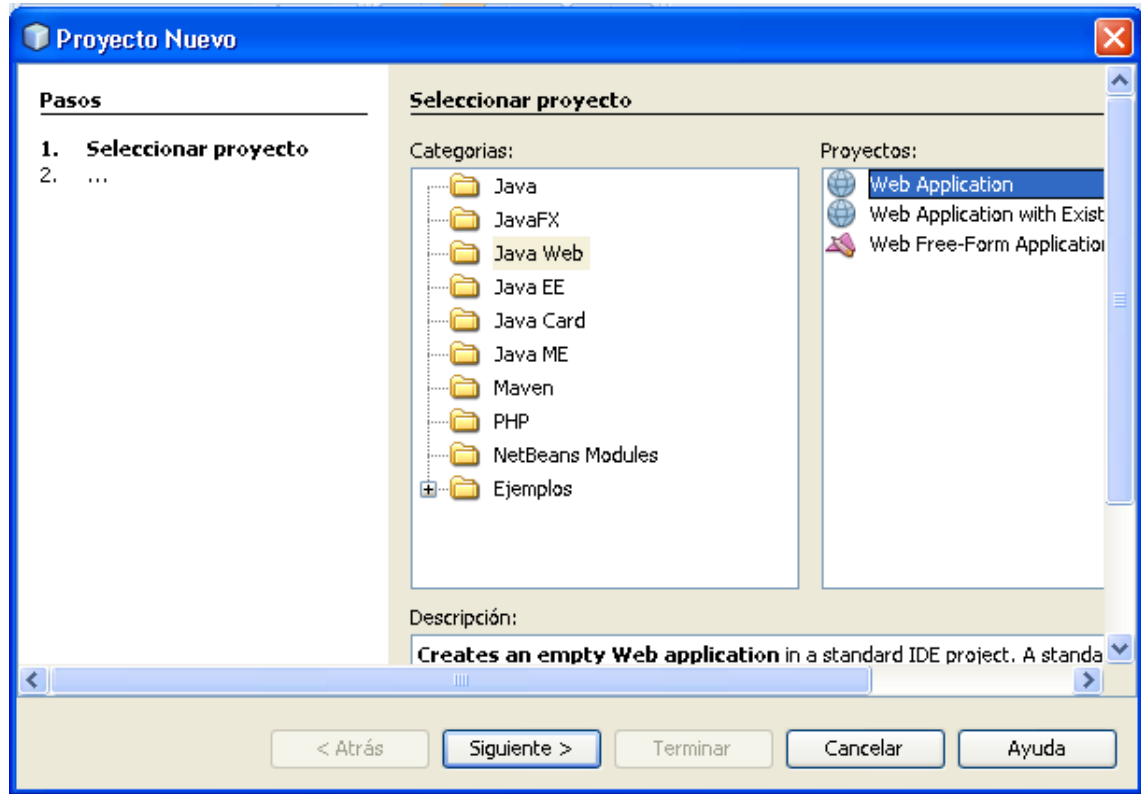 Proyecto Nuevo
Pasos
1. Seleccionar proyecto
2. ...
Seleccionar proyecto
Categorias:
Java
JavaFX
Java Web
Java EE
Java Card
Java ME
Maven
PHP
NetBeans Modules
Ejemplos
Proyectos:
Web Application
Web Application with Exist
Web Free-Form Application
Descripción:
Creates an empty Web application in a standard IDE project. A standa
< Atrás
Siguiente >
Terminar
Cancelar
Ayuda